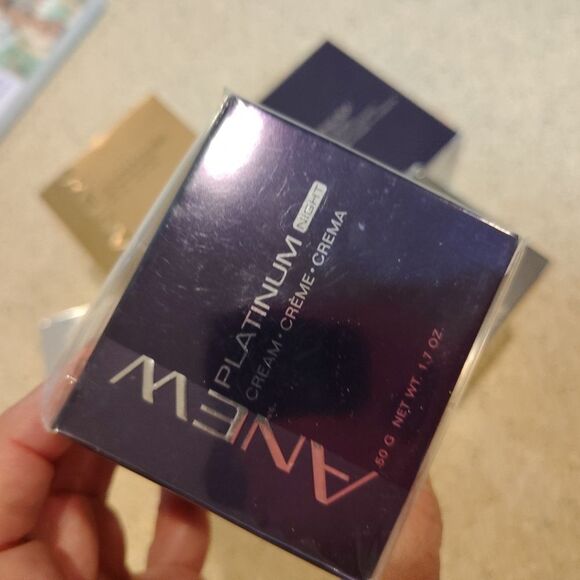 ANEW
PLATINUM NIGHT
CREAM • CRÈME • CREMA
50 G NET WT. 1.7 OZ.